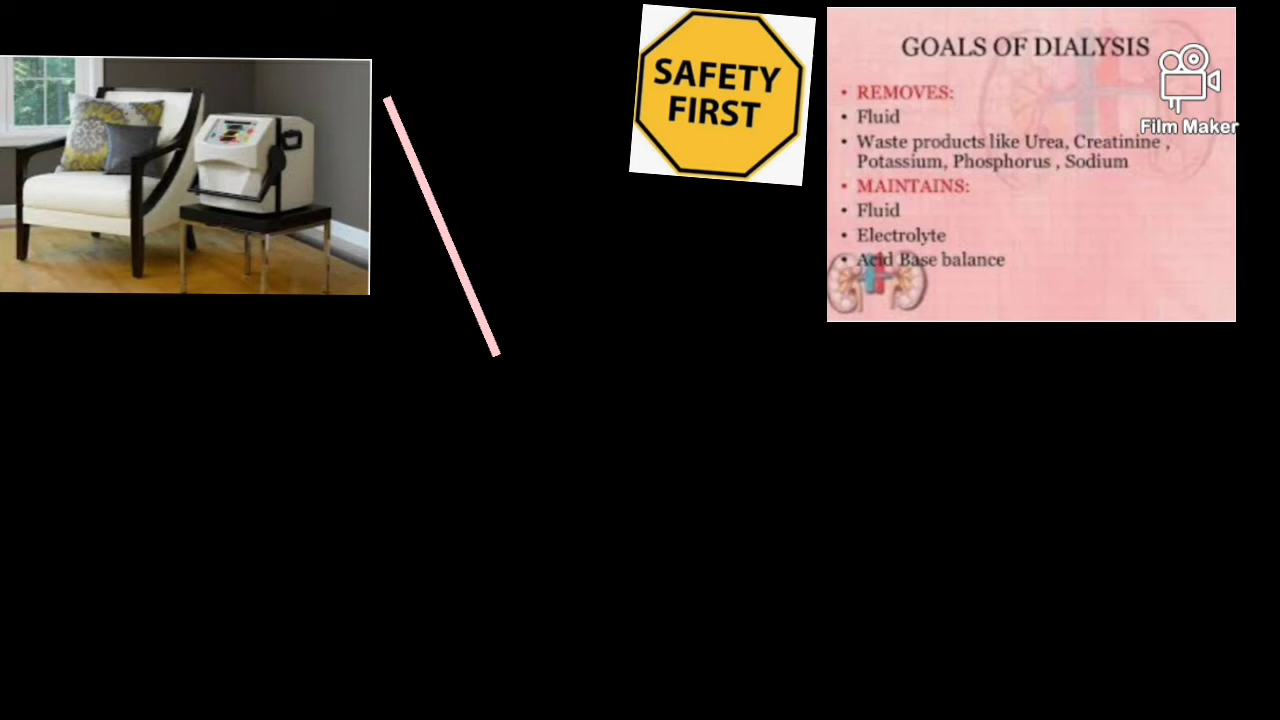 SAFETY
FIRST
GOALS OF DIALYSIS
• REMOVES:
• Fluid
• Waste products like Urea, Creatinine ,
Potassium, Phosphorus , Sodium
• MAINTAINS:
• Fluid
• Electrolyte
• Acid Base balance
Film Maker